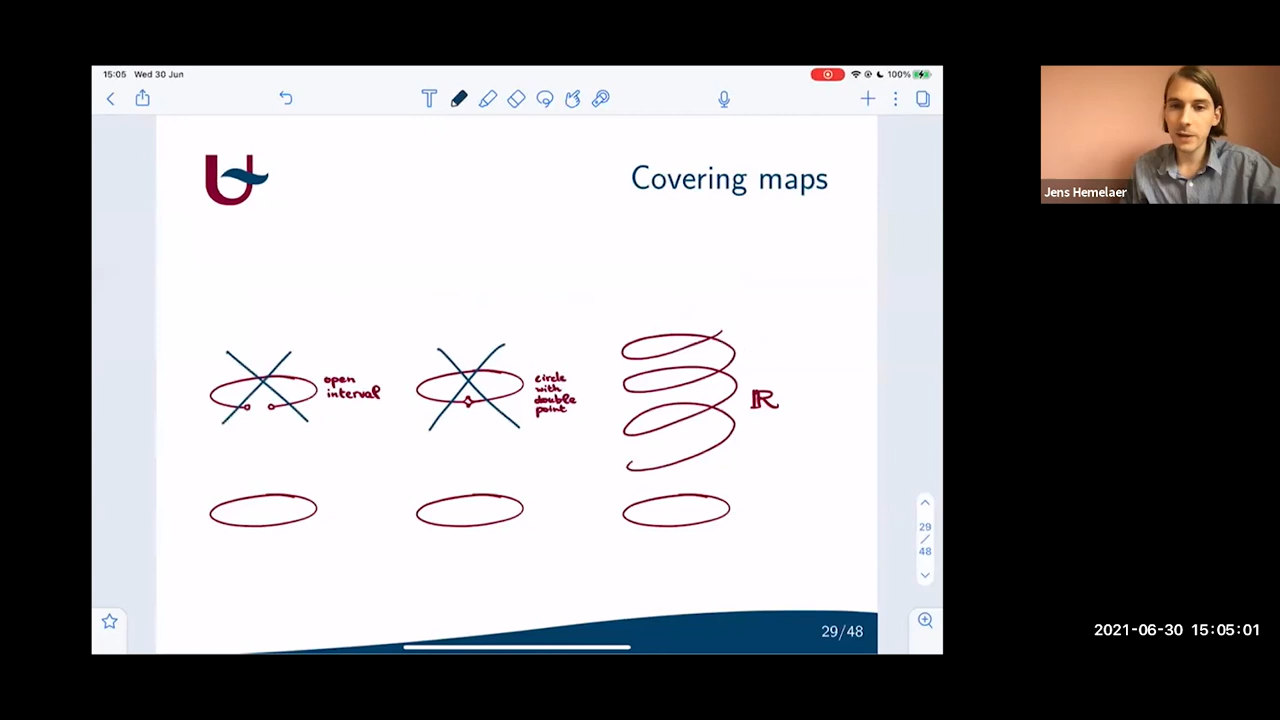 15:05 Wed 30 Jun
100%
Covering maps
open
interval
circle
with
double
point
ℝ
29
/
48
29/48
Jens Hemelaer
2021-06-30 15:05:01